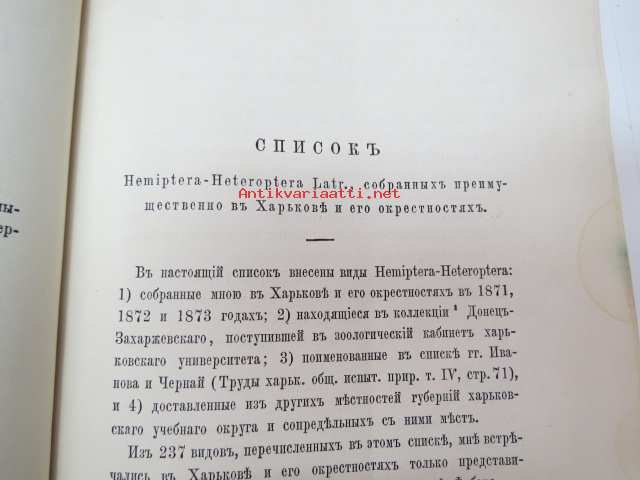 СПИСОКЪ
Hemiptera-Heteroptera Latr., собранныхъ преиму-
Antikvariaatti.net
щественно въ Харьковѣ и его окрестностяхъ.
ы-
ер-
Въ настоящій списокъ внесены виды Hemiptera-Heteroptera:
1) собранные мною въ Харьковѣ и его окрестностяхъ въ 1871,
1872 и 1873 годахъ; 2) находящіеся въ коллекціи Донецъ-
Захаржевскаго, поступившей въ зоологическій кабинетъ харь-
ковскаго университета; 3) поименованные въ спискѣ гг. Ива-
нова и Чернай (Труды харьк. общ. испыт. прир. т. IV, стр. 71),
и 4) доставленные изъ другихъ мѣстностей губерній харьков-
скаго учебнаго округа и сопредѣльныхъ съ ними мѣстъ.
Изъ 237 видовъ, перечисленныхъ въ этомъ спискѣ, мнѣ встрѣ-
чались въ Харьковѣ и его окрестностяхъ только представи-